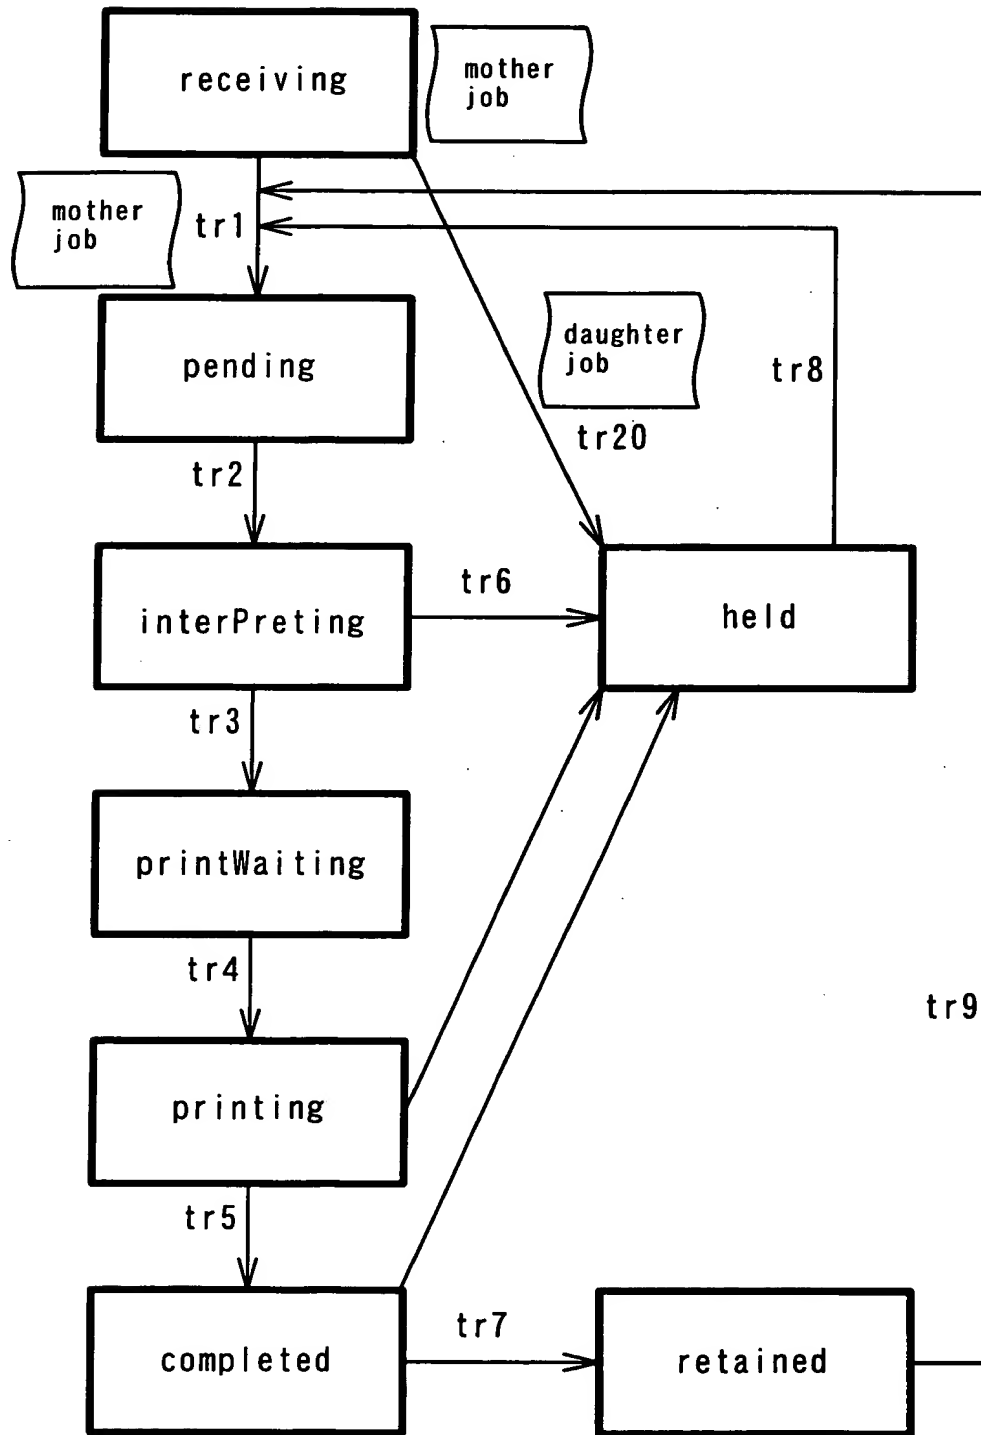 receiving
mother
job
mother
job
tr1
daughter
job
pending
tr8
tr20
tr2
tr6
interPreting
held
tr3
printWaiting
tr4
tr9
printing
tr5
tr7
completed
retained